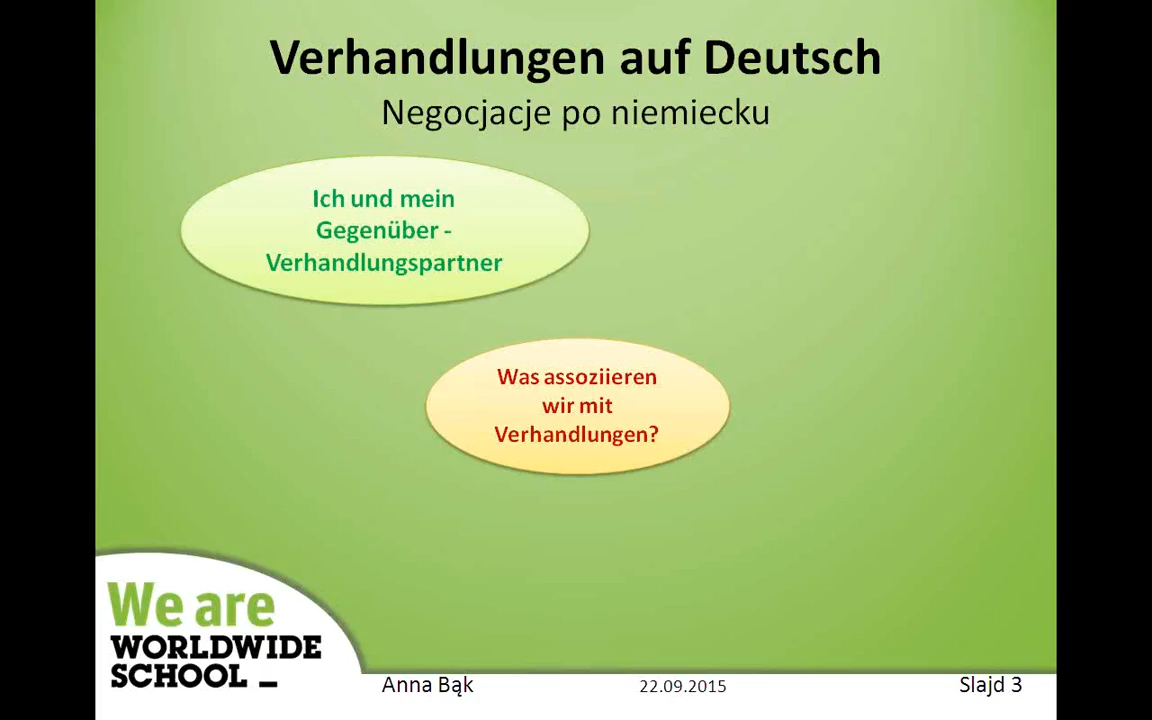 Verhandlungen auf Deutsch
Negocjacje po niemiecku
Ich und mein
Gegenüber -
Verhandlungspartner
Was assoziieren
wir mit
Verhandlungen?
We are
WORLDWIDE
SCHOOL _
Anna Bąk
22.09.2015
Slajd 3